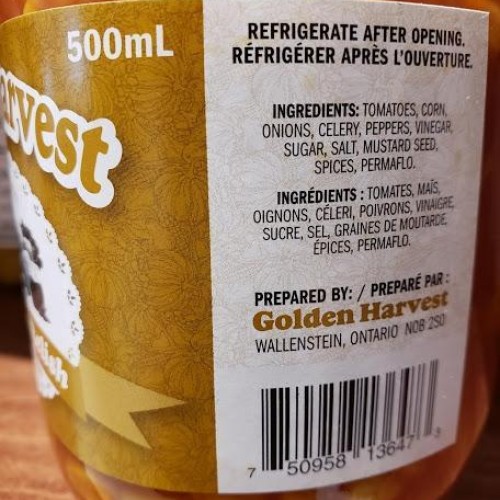 500mL
arvest
lish
REFRIGERATE AFTER OPENING.
RÉFRIGÉRER APRÈS L'OUVERTURE.
INGREDIENTS: TOMATOES, CORN,
ONIONS, CELERY, PEPPERS, VINEGAR,
SUGAR, SALT, MUSTARD SEED,
SPICES, PERMAFLO.
INGRÉDIENTS : TOMATES, MAÏS,
OIGNONS, CÉLERI, POIVRONS, VINAIGRE,
SUCRE, SEL, GRAINES DE MOUTARDE,
ÉPICES, PERMAFLO.
PREPARED BY: / PREPARÉ PAR :
Golden Harvest
WALLENSTEIN, ONTARIO N0B 2S0
7 50958 13647 3